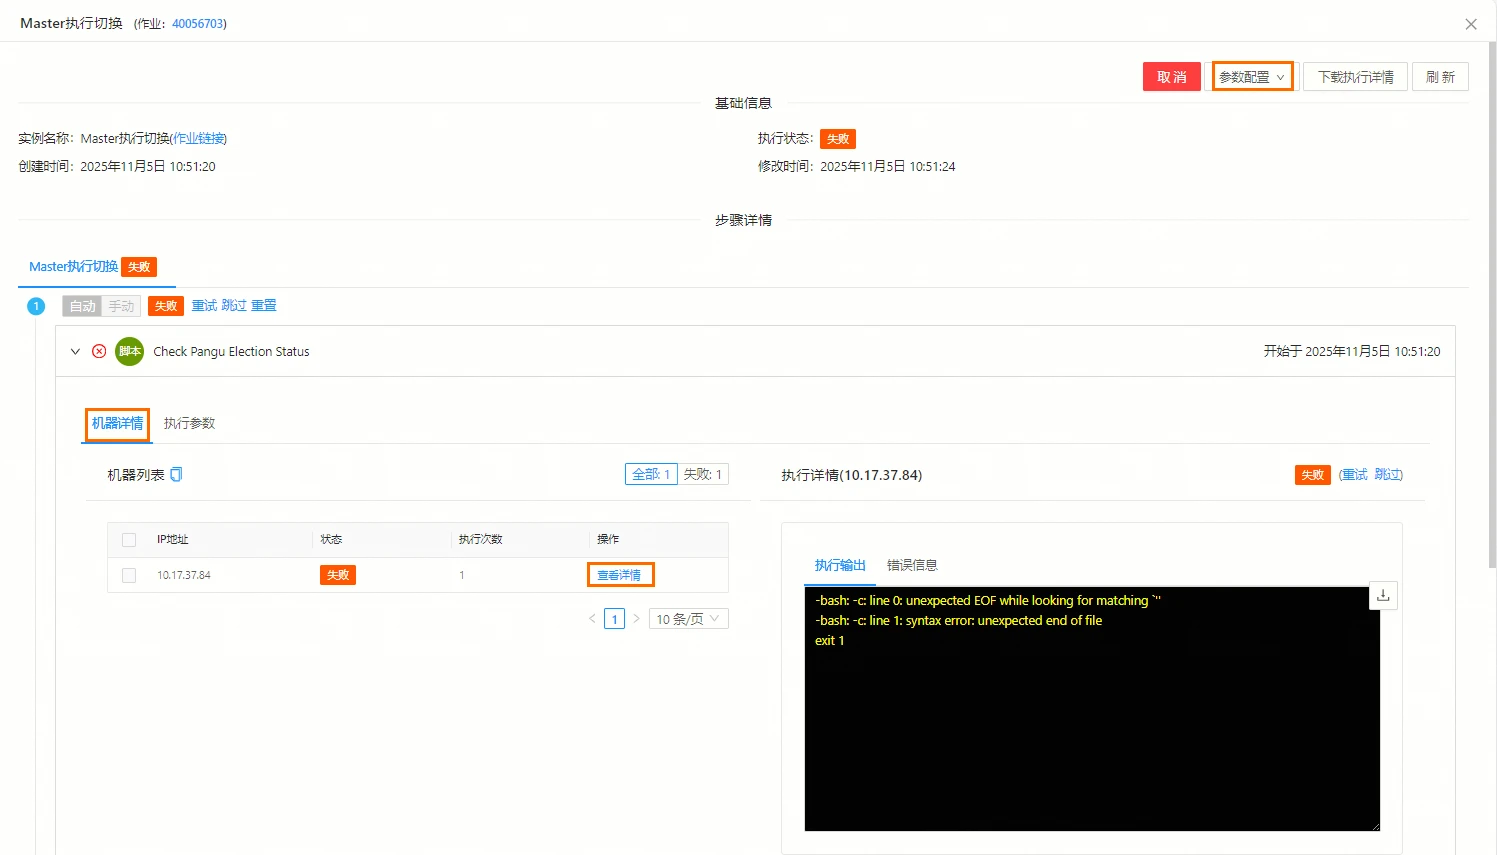 Master执行切换 (作业: 40056703)
取 消 参数配置 下载执行详情 刷 新
基础信息
实例名称: Master执行切换(作业链接) 执行状态: 失败
创建时间: 2025年11月5日 10:51:20 修改时间: 2025年11月5日 10:51:24
步骤详情
Master执行切换 失败
1 自动 手动 失败 重试 跳过 重置
脚本 Check Pangu Election Status 开始于 2025年11月5日 10:51:20
机器详情 执行参数
机器列表 全部: 1 失败: 1 执行详情(10.17.37.84) 失败 (重试 跳过)
IP地址 状态 执行次数 操作
10.17.37.84 失败 1 查看详情
1 10 条/页
执行输出 错误信息
-bash: -c: line 0: unexpected EOF while looking for matching `''
-bash: -c: line 1: syntax error: unexpected end of file
exit 1